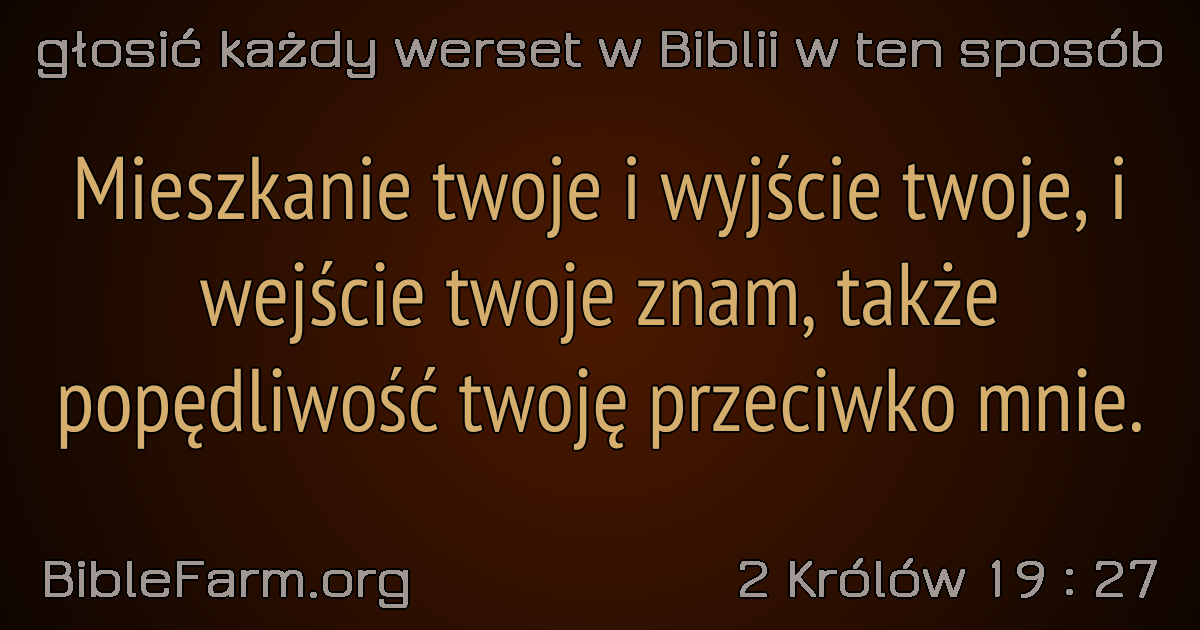 głosić każdy werset w Biblii w ten sposób
Mieszkanie twoje i wyjście twoje, i
wejście twoje znam, także
popędliwość twoję przeciwko mnie.
BibleFarm.org
2 Królów 19 : 27